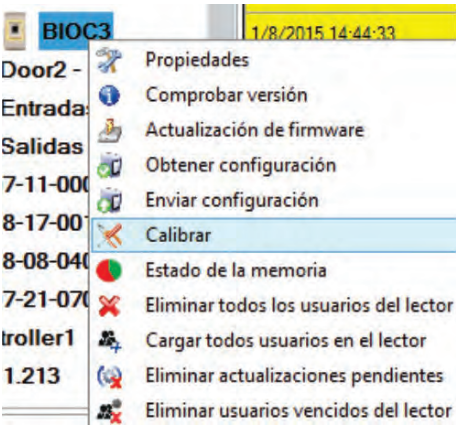 BIOC3
1/8/2015 14:44:33
Door2 -
Propiedades
Comprobar versión
Entradas
Actualización de firmware
Salidas
Obtener configuración
7-11-000
Enviar configuración
8-17-001
Calibrar
8-08-040
Estado de la memoria
7-21-070
Eliminar todos los usuarios del lector
troller1
Cargar todos usuarios en el lector
1.213
Eliminar actualizaciones pendientes
Eliminar usuarios vencidos del lector